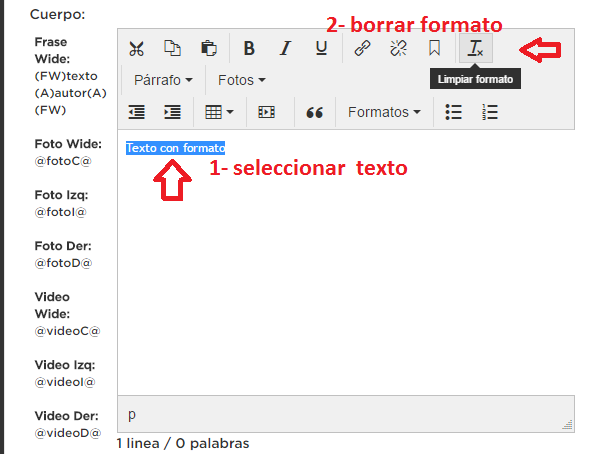 Cuerpo:
2- borrar formato
Frase
Wide:
(FW)texto
(A)autor(A)
(FW)
B I U
Limpiar formato
Párrafo Fotos
Formatos
Foto Wide:
@fotoC@
Texto con formato
1- seleccionar texto
Foto Izq:
@fotoI@
Foto Der:
@fotoD@
Video
Wide:
@videoC@
Video Izq:
@videoI@
Video Der:
@videoD@
p
1 linea / 0 palabras